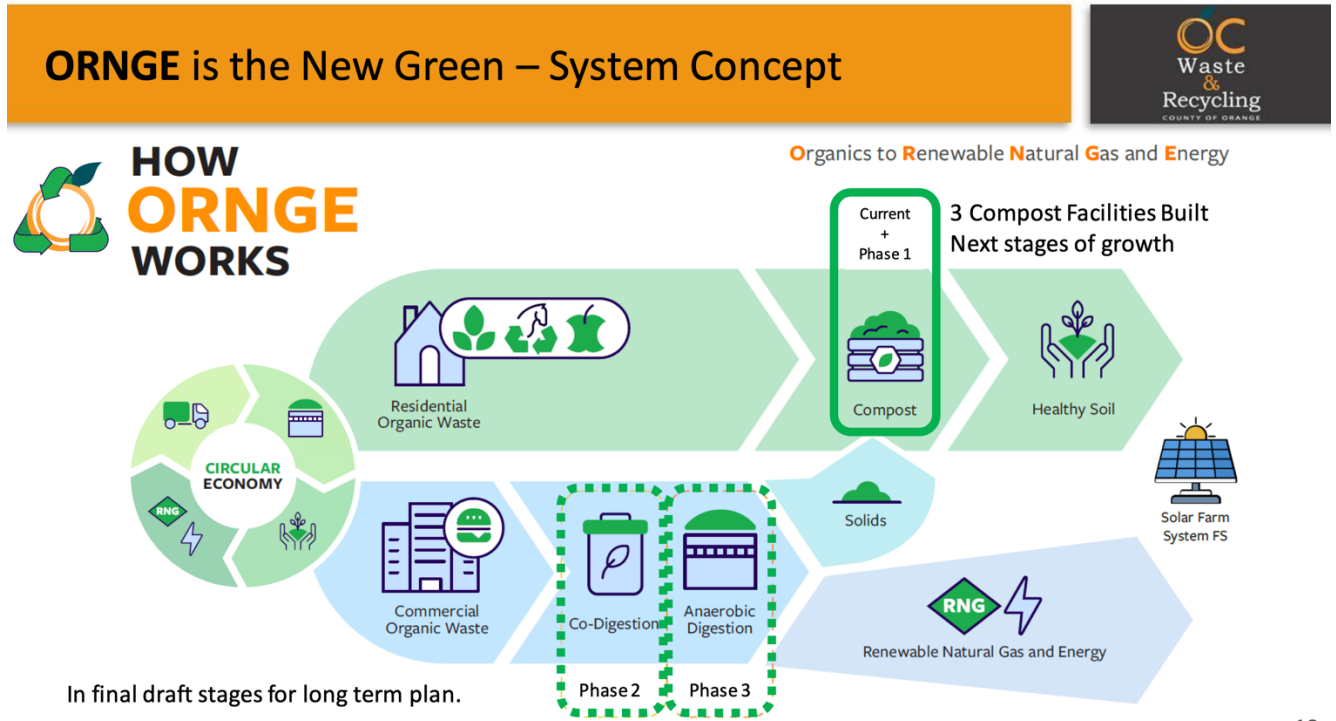 ORNGE is the New Green – System Concept
OC
Waste
&
Recycling
COUNTY OF ORANGE
HOW
ORNGE
WORKS
Organics to Renewable Natural Gas and Energy
Current
+
Phase 1
3 Compost Facilities Built
Next stages of growth
Residential
Organic Waste
Compost
Healthy Soil
CIRCULAR
ECONOMY
RNG
Solids
Solar Farm
System FS
Commercial
Organic Waste
Co-Digestion
Anaerobic
Digestion
RNG
Renewable Natural Gas and Energy
Phase 2
Phase 3
In final draft stages for long term plan.